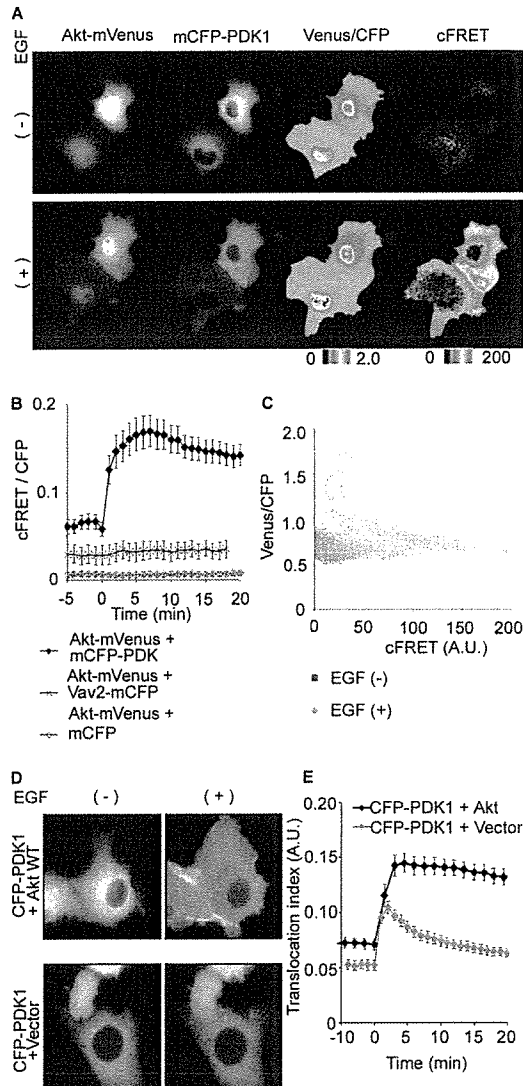 A
EGF
Akt-mVenus mCFP-PDK1 Venus/CFP cFRET
(-)
(+)
0 2.0 0 200
B
cFRET / CFP
0.2
0.1
0
-5 0 5 10 15 20
Time (min)
Akt-mVenus +
mCFP-PDK
Akt-mVenus +
Vav2-mCFP
Akt-mVenus +
mCFP
C
Venus/CFP
2.0
1.5
1.0
0.5
0
0 50 100 150 200
cFRET (A.U.)
EGF (-)
EGF (+)
D
EGF (-) (+)
CFP-PDK1
+ Akt WT
CFP-PDK1
+Vector
E
Translocation index (A.U.)
0.20
0.15
0.10
0.05
0
CFP-PDK1 + Akt
CFP-PDK1 + Vector
-10 0 10 20
Time (min)